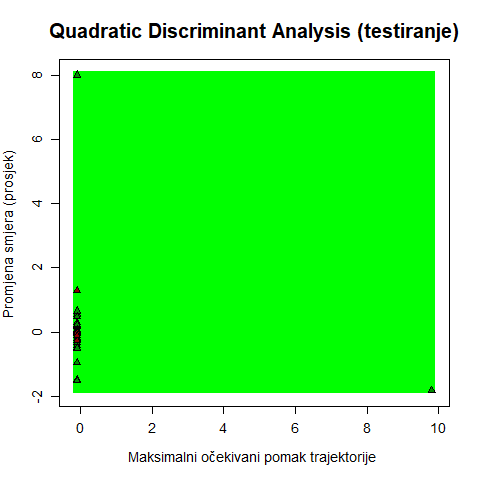 Quadratic Discriminant Analysis (testiranje)
Promjena smjera (prosjek)
8
6
4
2
0
-2
0 2 4 6 8 10
Maksimalni očekivani pomak trajektorije